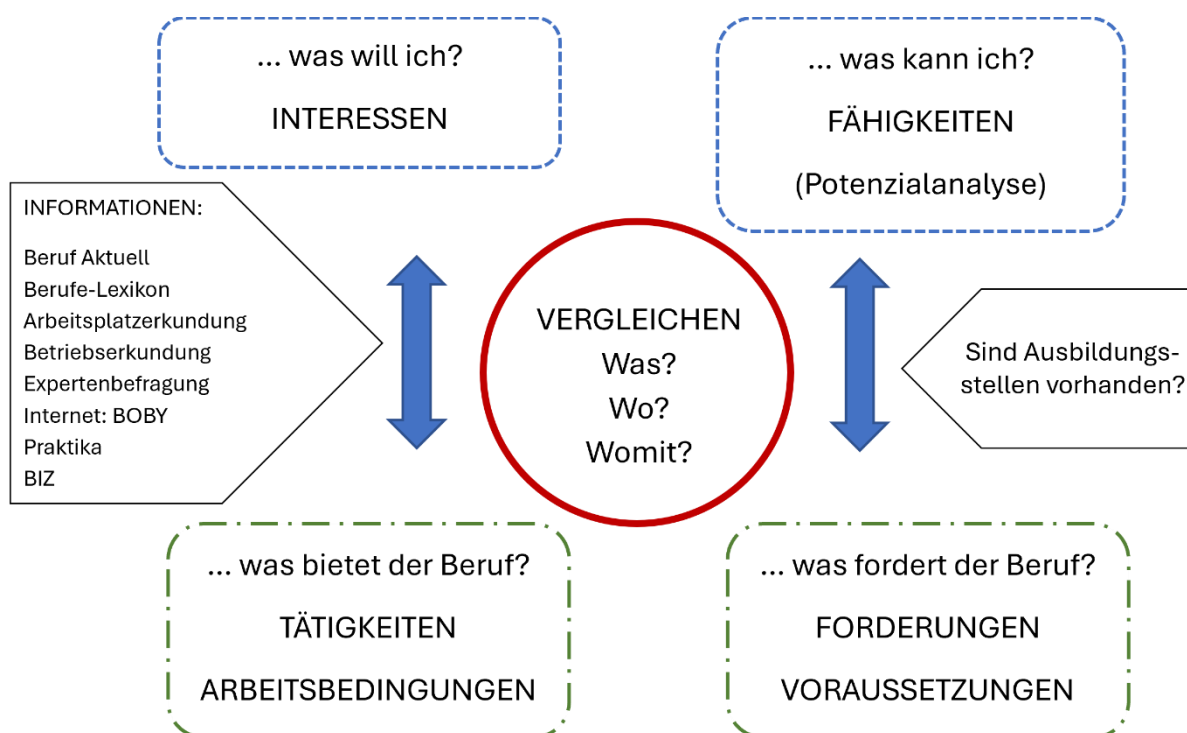 ... was will ich?
INTERESSEN
... was kann ich?
FÄHIGKEITEN
(Potenzialanalyse)
INFORMATIONEN:
Beruf Aktuell
Berufe-Lexikon
Arbeitsplatzerkundung
Betriebserkundung
Expertenbefragung
Internet: BOBY
Praktika
BIZ
VERGLEICHEN
Was?
Wo?
Womit?
Sind Ausbildungs-
stellen vorhanden?
... was bietet der Beruf?
TÄTIGKEITEN
ARBEITSBEDINGUNGEN
... was fordert der Beruf?
FORDERUNGEN
VORAUSSETZUNGEN